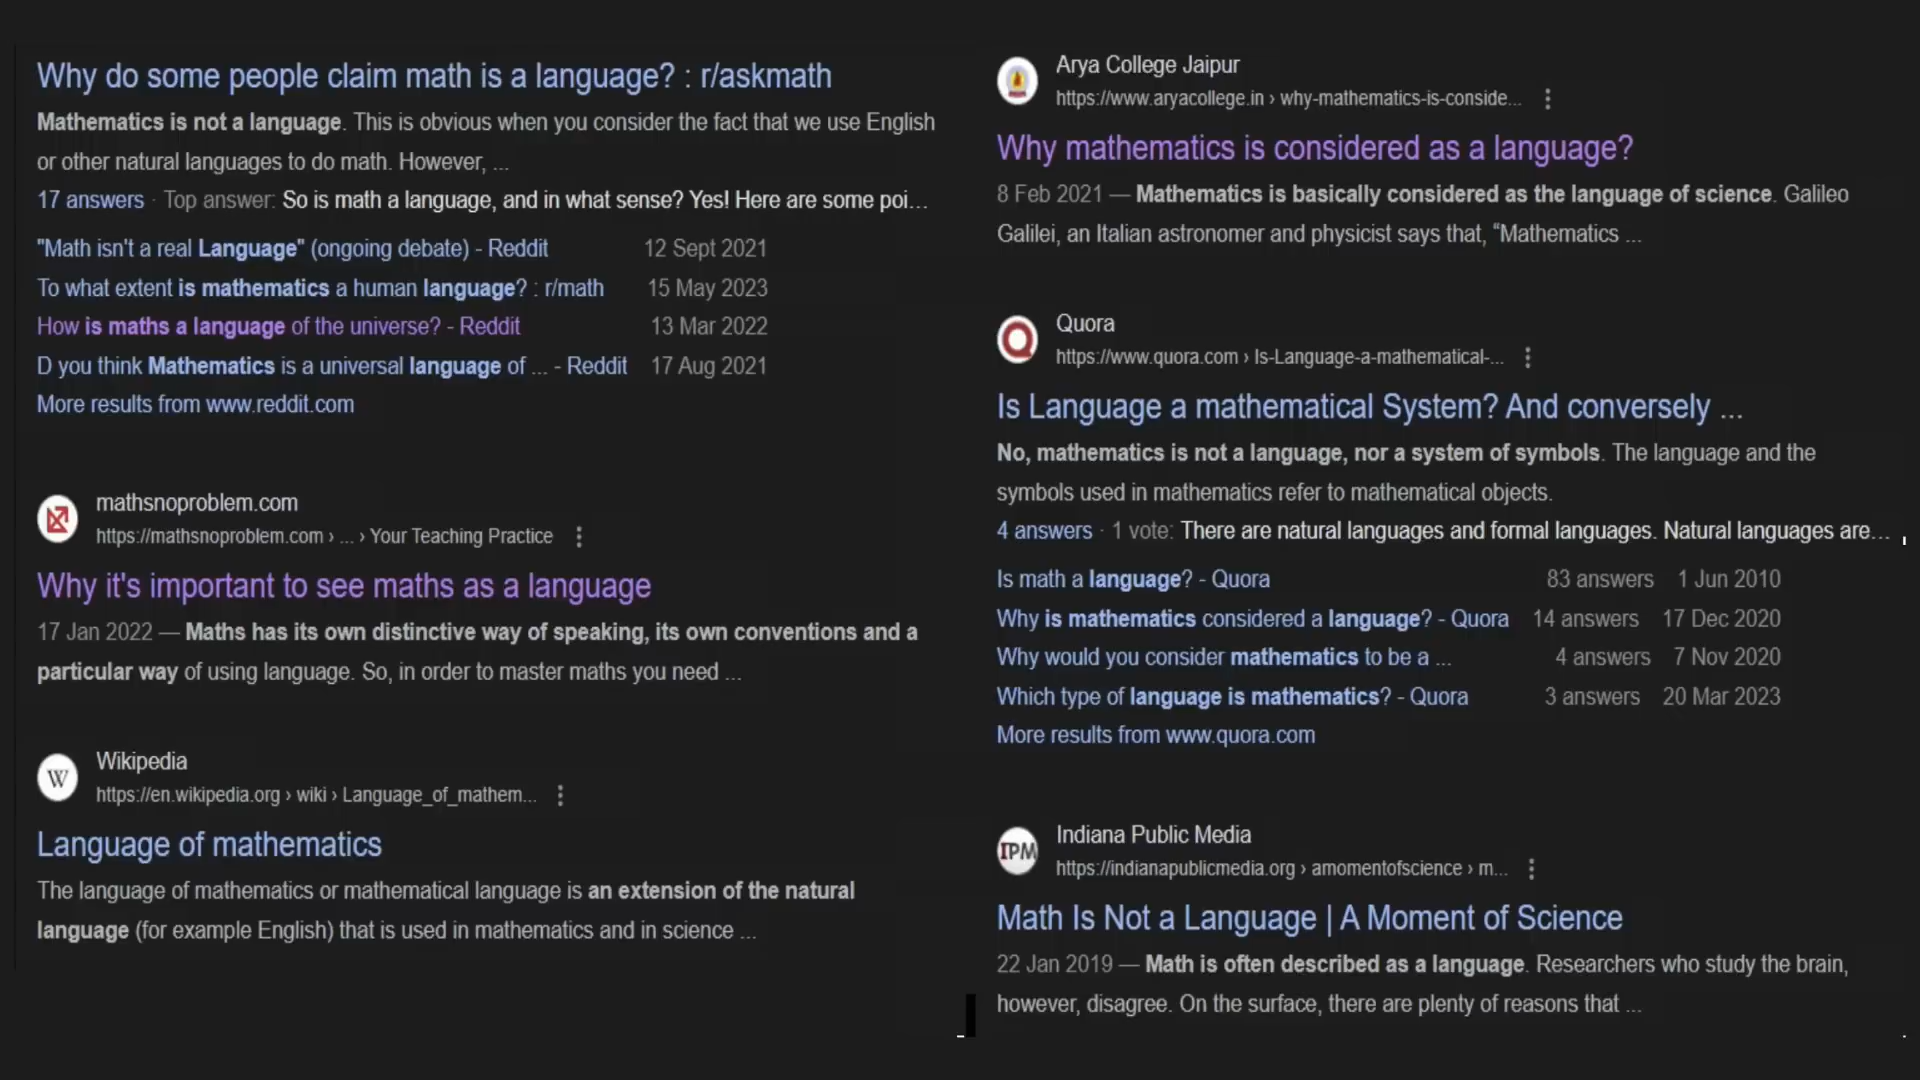 Why do some people claim math is a language? : r/askmath
Mathematics is not a language. This is obvious when you consider the fact that we use English
or other natural languages to do math. However, ...
17 answers · Top answer: So is math a language, and in what sense? Yes! Here are some poi...
"Math isn't a real Language" (ongoing debate) - Reddit 12 Sept 2021
To what extent is mathematics a human language? : r/math 15 May 2023
How is maths a language of the universe? - Reddit 13 Mar 2022
D you think Mathematics is a universal language of ... - Reddit 17 Aug 2021
More results from www.reddit.com
mathsnoproblem.com
https://mathsnoproblem.com › ... › Your Teaching Practice
Why it's important to see maths as a language
17 Jan 2022 — Maths has its own distinctive way of speaking, its own conventions and a
particular way of using language. So, in order to master maths you need ...
W
Wikipedia
https://en.wikipedia.org › wiki › Language_of_mathem...
Language of mathematics
The language of mathematics or mathematical language is an extension of the natural
language (for example English) that is used in mathematics and in science ...
Arya College Jaipur
https://www.aryacollege.in › why-mathematics-is-conside...
Why mathematics is considered as a language?
8 Feb 2021 — Mathematics is basically considered as the language of science. Galileo
Galilei, an Italian astronomer and physicist says that, “Mathematics ...
Quora
https://www.quora.com › Is-Language-a-mathematical-...
Is Language a mathematical System? And conversely ...
No, mathematics is not a language, nor a system of symbols. The language and the
symbols used in mathematics refer to mathematical objects.
4 answers · 1 vote: There are natural languages and formal languages. Natural languages are...
Is math a language? - Quora 83 answers 1 Jun 2010
Why is mathematics considered a language? - Quora 14 answers 17 Dec 2020
Why would you consider mathematics to be a ... 4 answers 7 Nov 2020
Which type of language is mathematics? - Quora 3 answers 20 Mar 2023
More results from www.quora.com
IPM
Indiana Public Media
https://indianapublicmedia.org › amomentofscience › m...
Math Is Not a Language | A Moment of Science
22 Jan 2019 — Math is often described as a language. Researchers who study the brain,
however, disagree. On the surface, there are plenty of reasons that ...